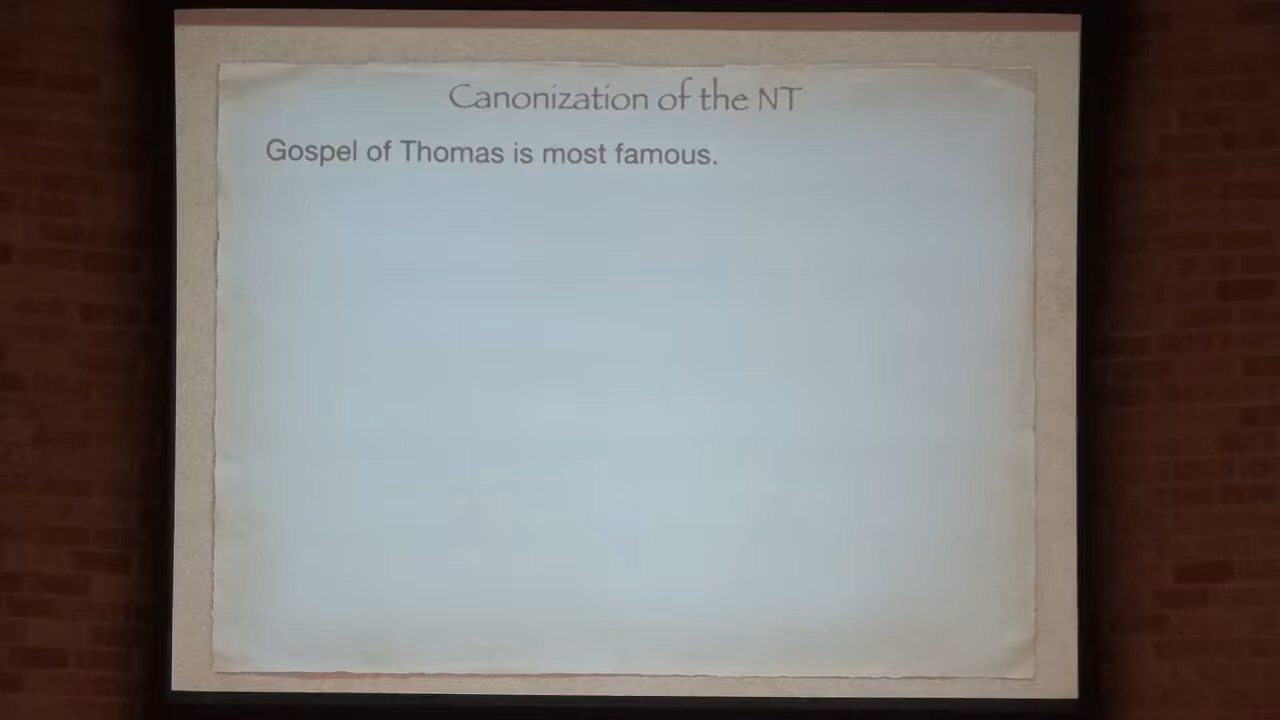 Canonization of the NT
Gospel of Thomas is most famous.